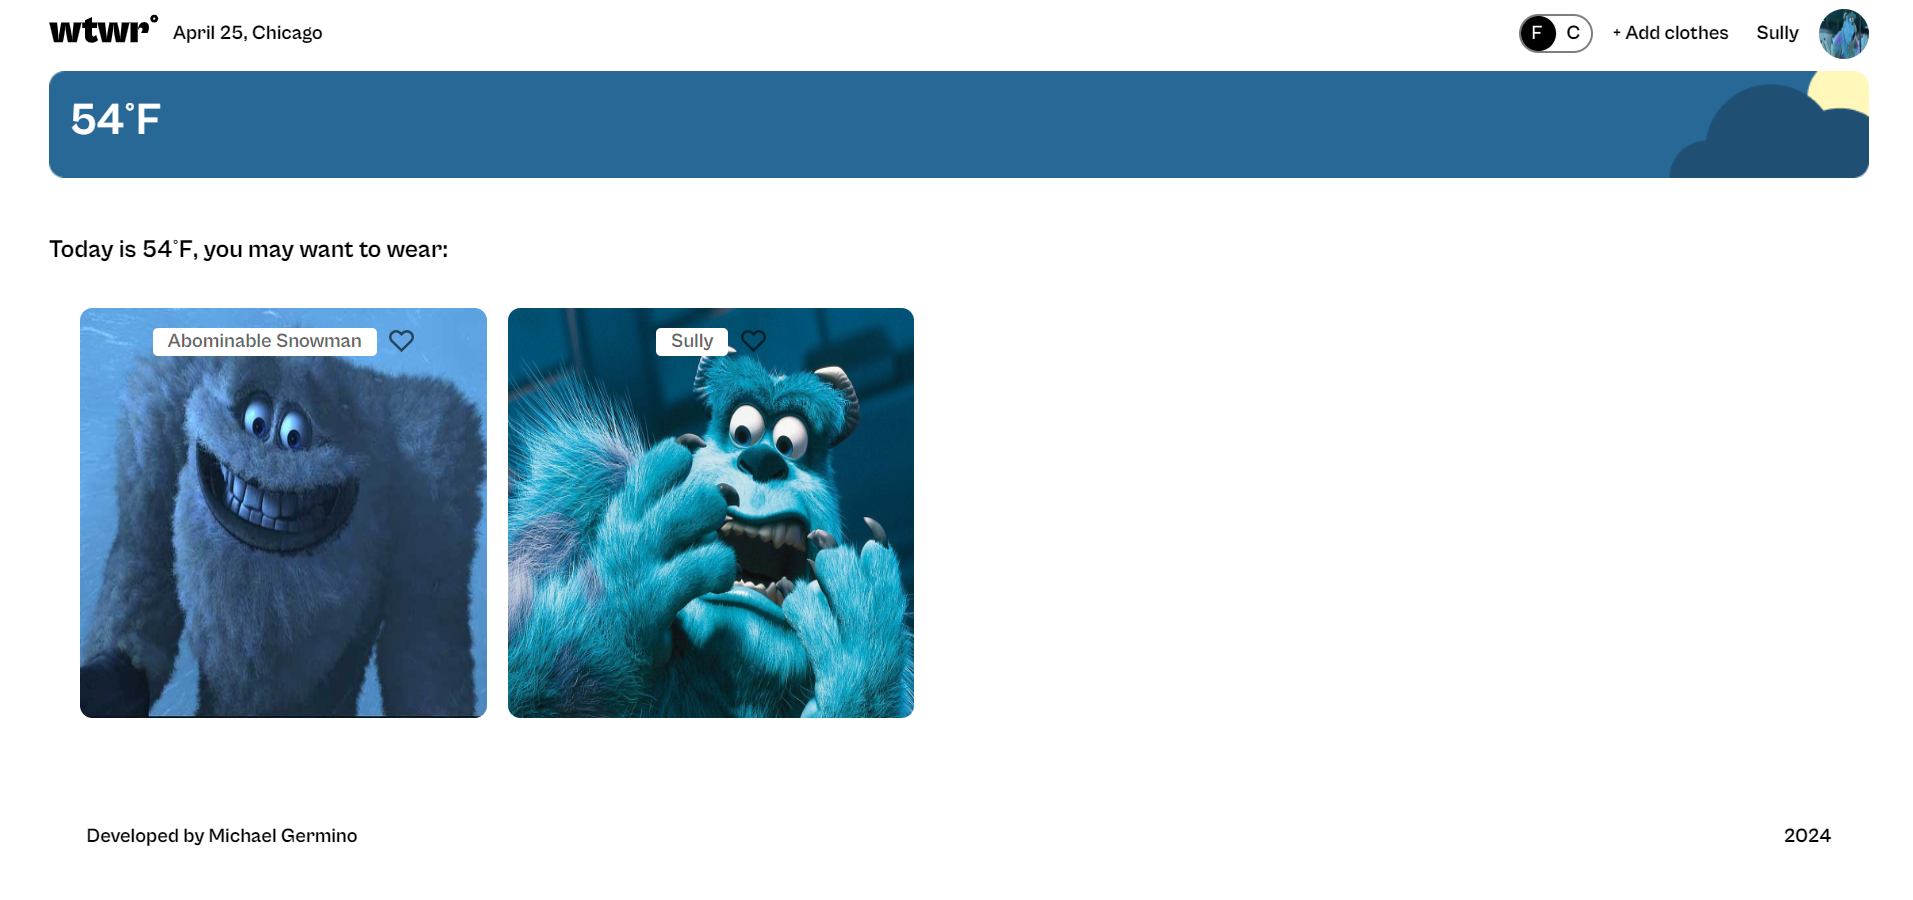 wtwr° April 25, Chicago F C + Add clothes Sully
54°F
Today is 54°F, you may want to wear:
Abominable Snowman
Sully
Developed by Michael Germino 2024